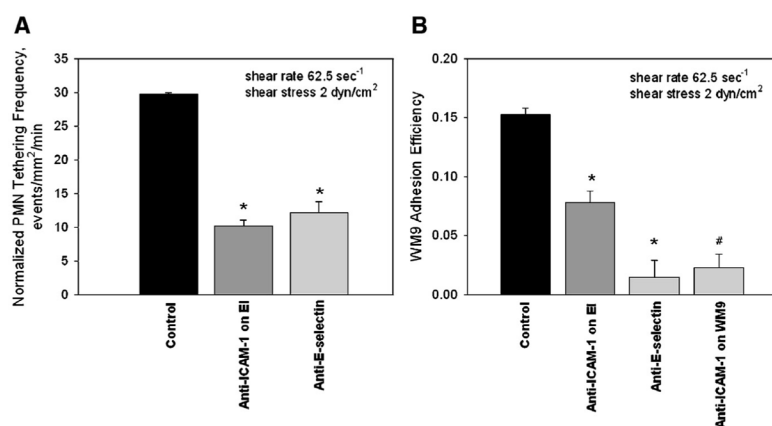 A
Normalized PMN Tethering Frequency,
events/mm²/min
35
30
25
20
15
10
5
0
shear rate 62.5 sec⁻¹
shear stress 2 dyn/cm²
*
*
Control
Anti-ICAM-1 on EI
Anti-E-selectin
B
WM9 Adhesion Efficiency
0.20
0.15
0.10
0.05
0.00
shear rate 62.5 sec⁻¹
shear stress 2 dyn/cm²
*
*
#
Control
Anti-ICAM-1 on EI
Anti-E-selectin
Anti-ICAM-1 on WM9